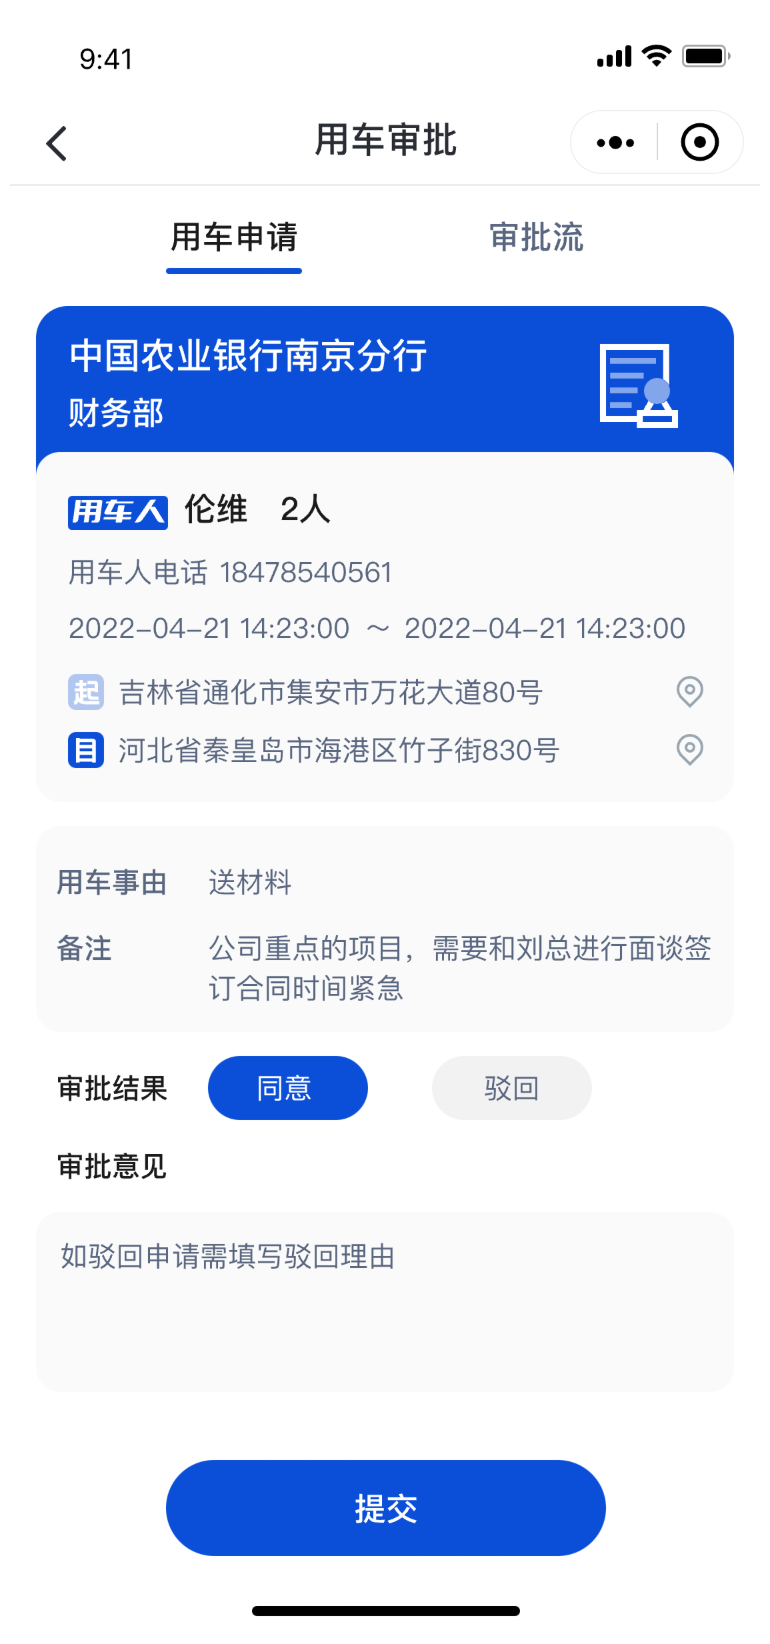 9:41
用车审批
用车申请 审批流
中国农业银行南京分行
财务部
用车人 伦维 2人
用车人电话 18478540561
2022-04-21 14:23:00 ～ 2022-04-21 14:23:00
起 吉林省通化市集安市万花大道80号
目 河北省秦皇岛市海港区竹子街830号
用车事由 送材料
备注 公司重点的项目，需要和刘总进行面谈签
订合同时间紧急
审批结果 同意 驳回
审批意见
如驳回申请需填写驳回理由
提交